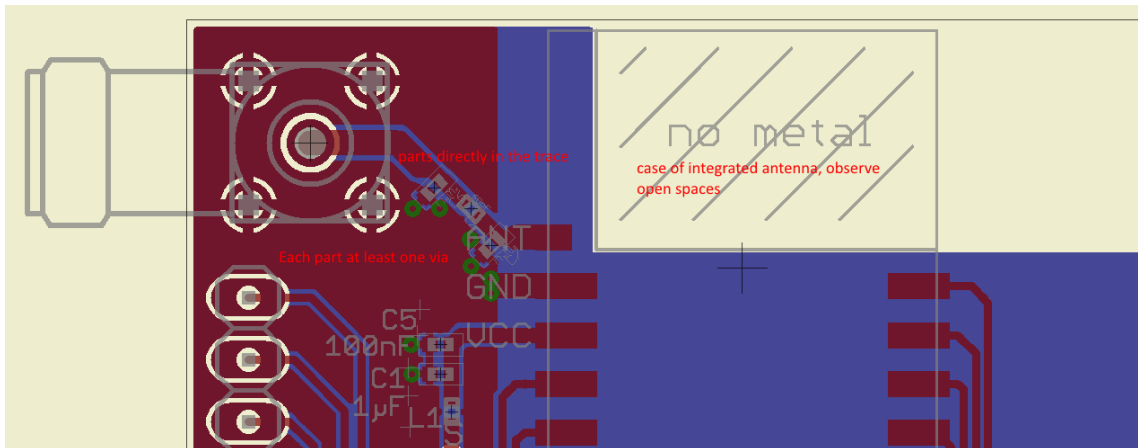 no metal
parts directly in the trace
case of integrated antenna, observe
open spaces
ANT
Each part at least one via
GND
C5
VCC
100nF
C1
1µF
L1